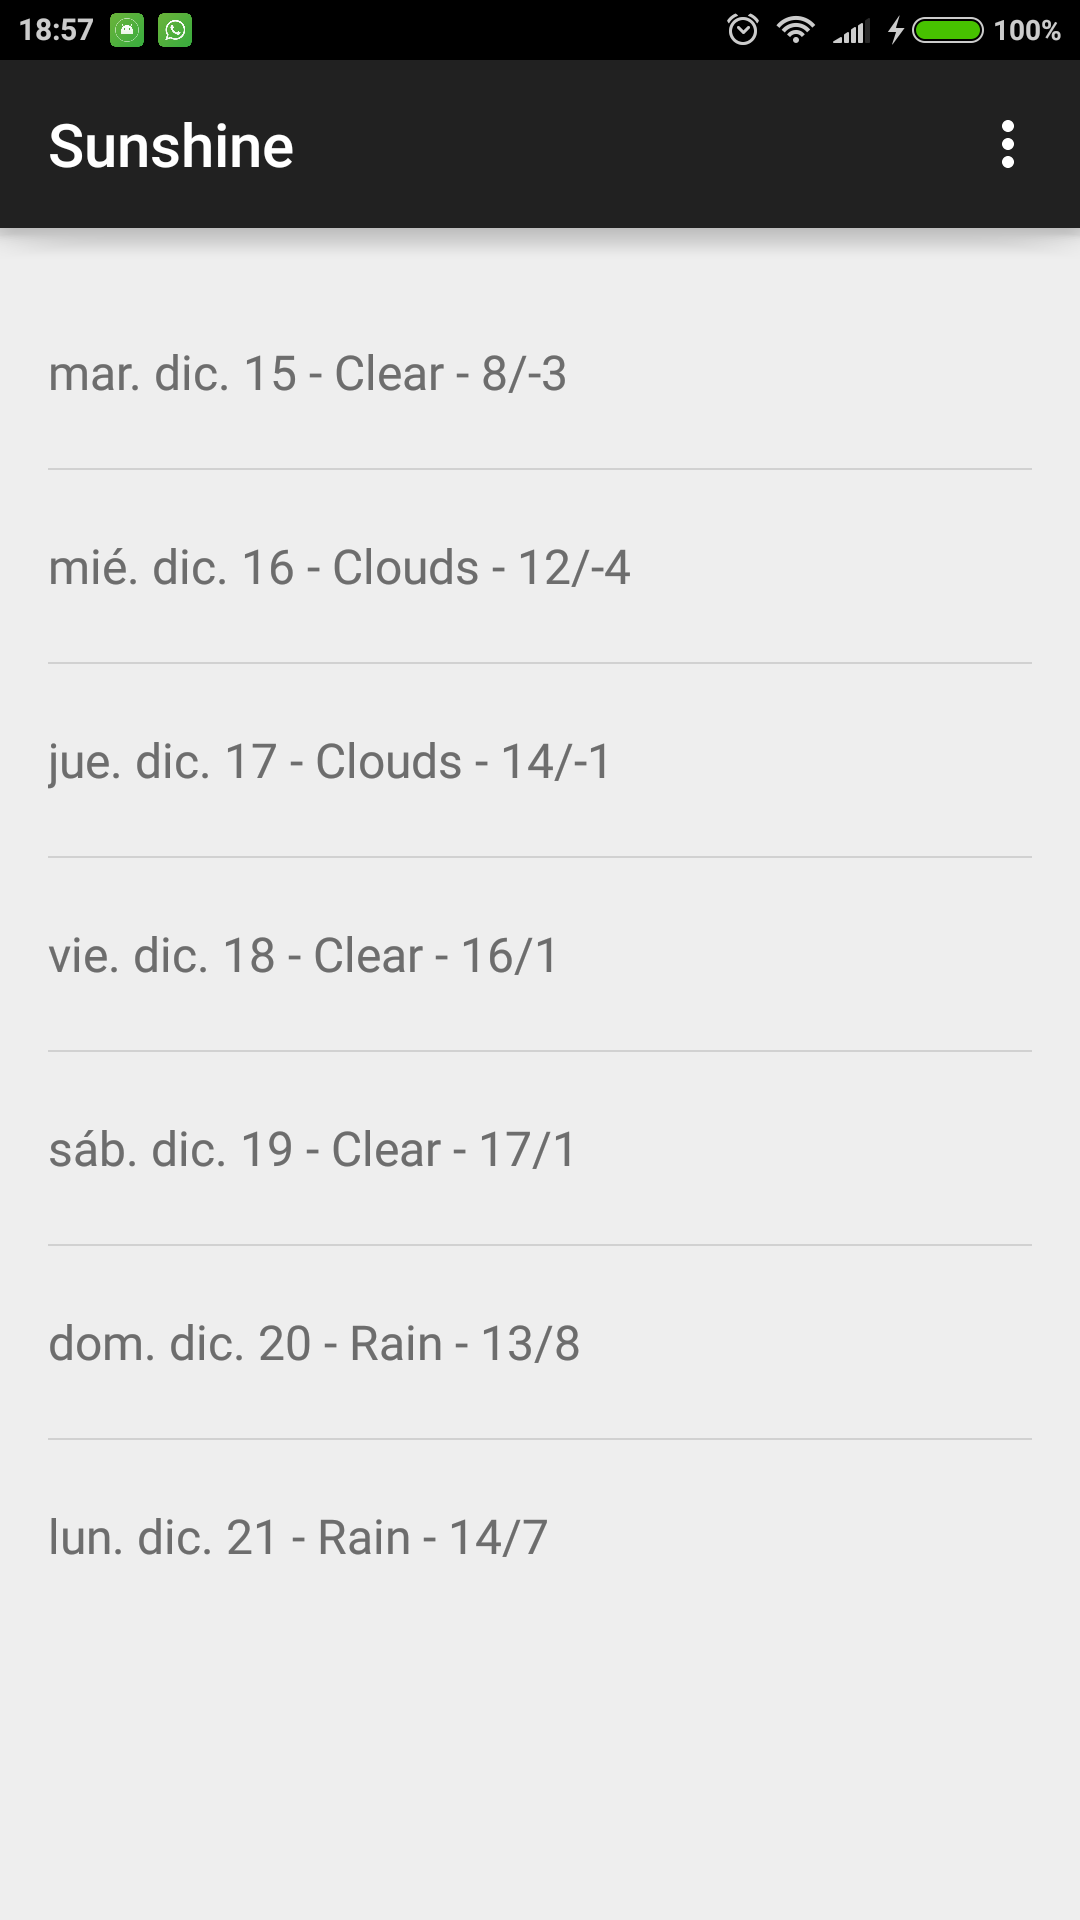 18:57 100%
Sunshine
mar. dic. 15 - Clear - 8/-3
mié. dic. 16 - Clouds - 12/-4
jue. dic. 17 - Clouds - 14/-1
vie. dic. 18 - Clear - 16/1
sáb. dic. 19 - Clear - 17/1
dom. dic. 20 - Rain - 13/8
lun. dic. 21 - Rain - 14/7